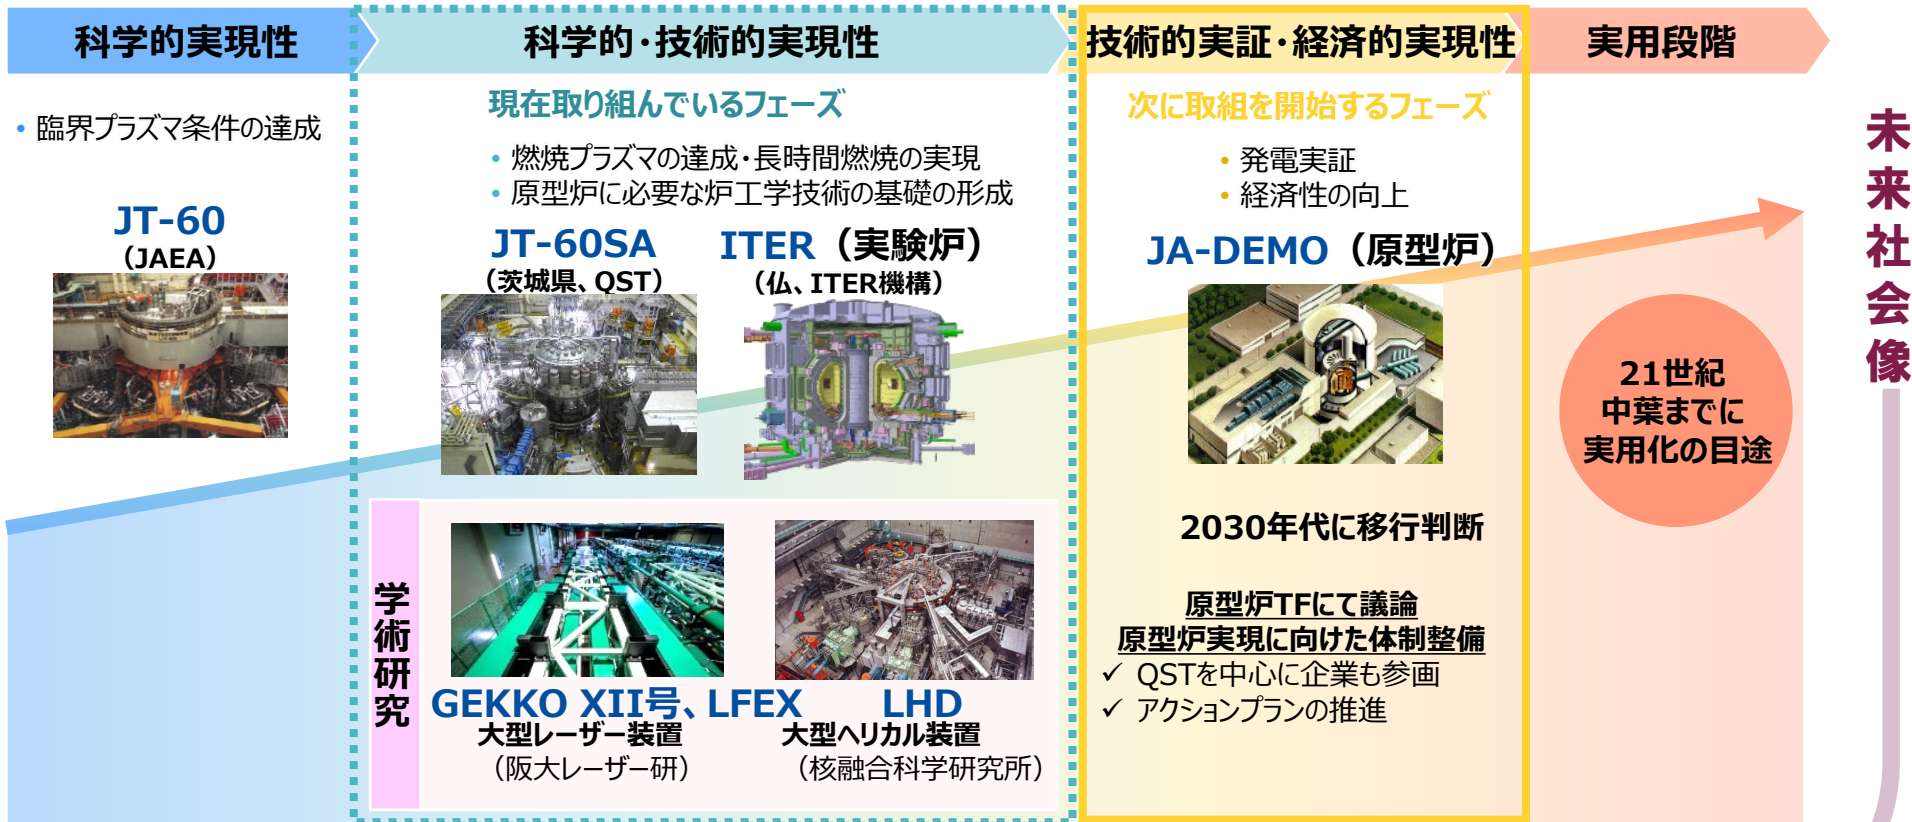 科学的実現性
科学的・技術的実現性
技術的実証・経済的実現性
実用段階
・臨界プラズマ条件の達成
JT-60
（JAEA）
現在取り組んでいるフェーズ
・燃焼プラズマの達成・長時間燃焼の実現
・原型炉に必要な炉工学技術の基礎の形成
JT-60SA
（茨城県、QST）
ITER（実験炉）
（仏、ITER機構）
学術研究
GEKKO XII号、LFEX
大型レーザー装置
（阪大レーザー研）
LHD
大型ヘリカル装置
（核融合科学研究所）
次に取組を開始するフェーズ
・発電実証
・経済性の向上
JA-DEMO（原型炉）
2030年代に移行判断
原型炉TFにて議論
原型炉実現に向けた体制整備
✓ QSTを中心に企業も参画
✓ アクションプランの推進
21世紀
中葉までに
実用化の目途
未来社会像